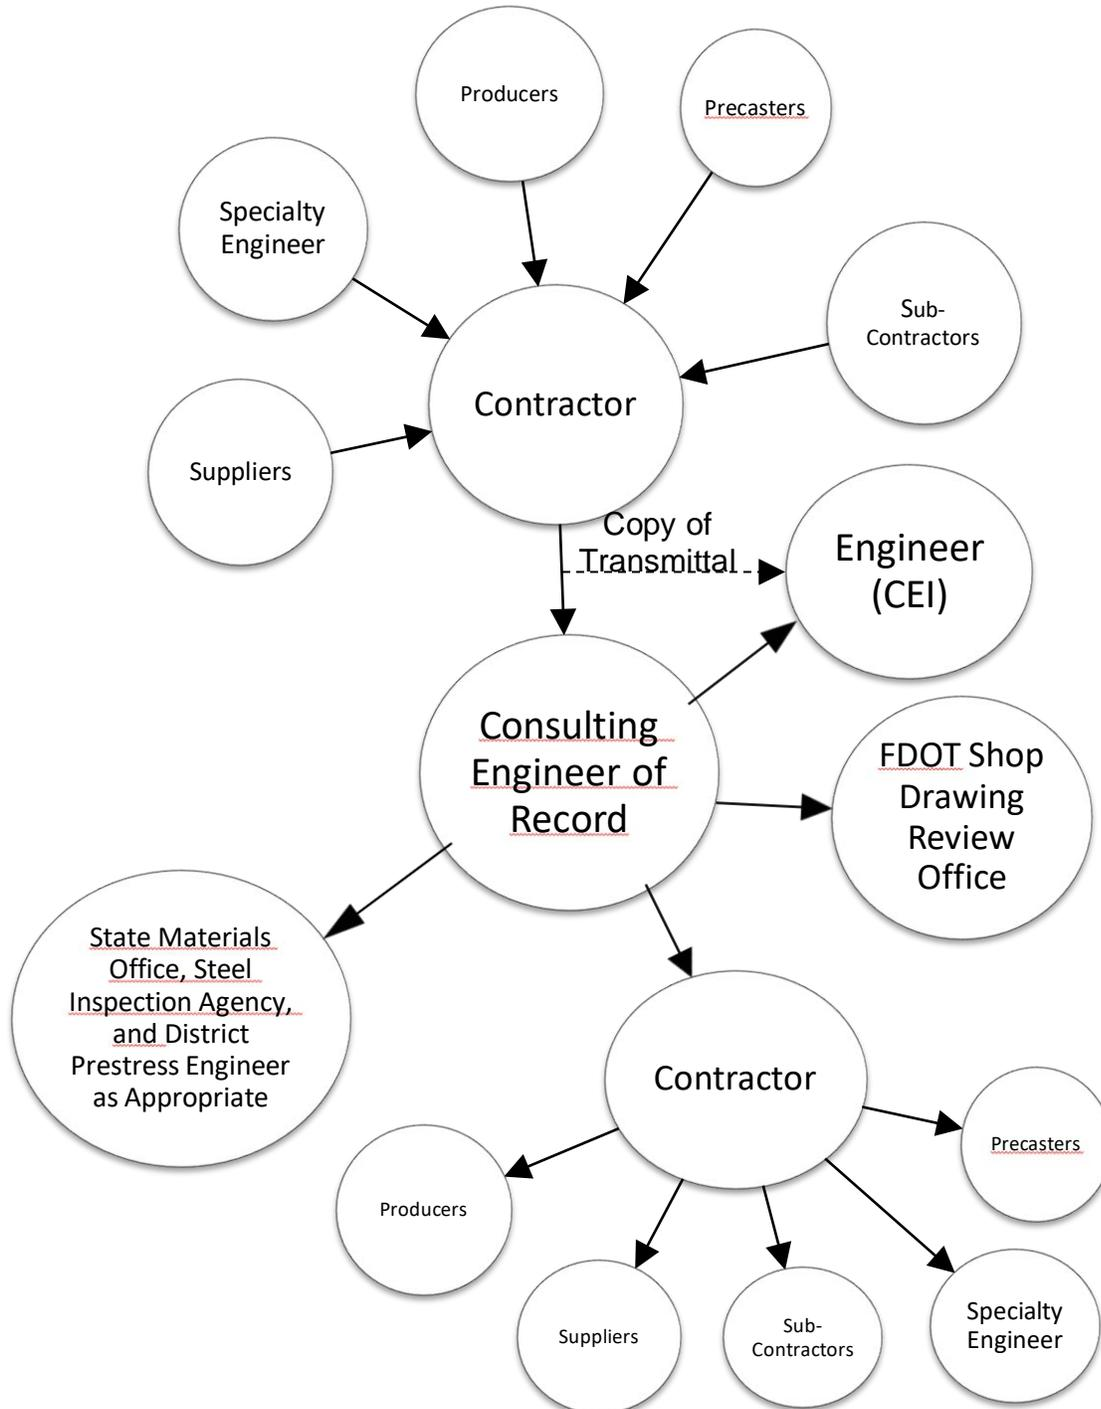 Producers
Precasters
Specialty
Engineer
Sub-
Contractors
Contractor
Suppliers
Copy of
Transmittal
Engineer
(CEI)
Consulting
Engineer of
Record
FDOT Shop
Drawing
Review
Office
State Materials
Office, Steel
Inspection Agency,
and District
Prestress Engineer
as Appropriate
Contractor
Precasters
Producers
Suppliers
Sub-
Contractors
Specialty
Engineer